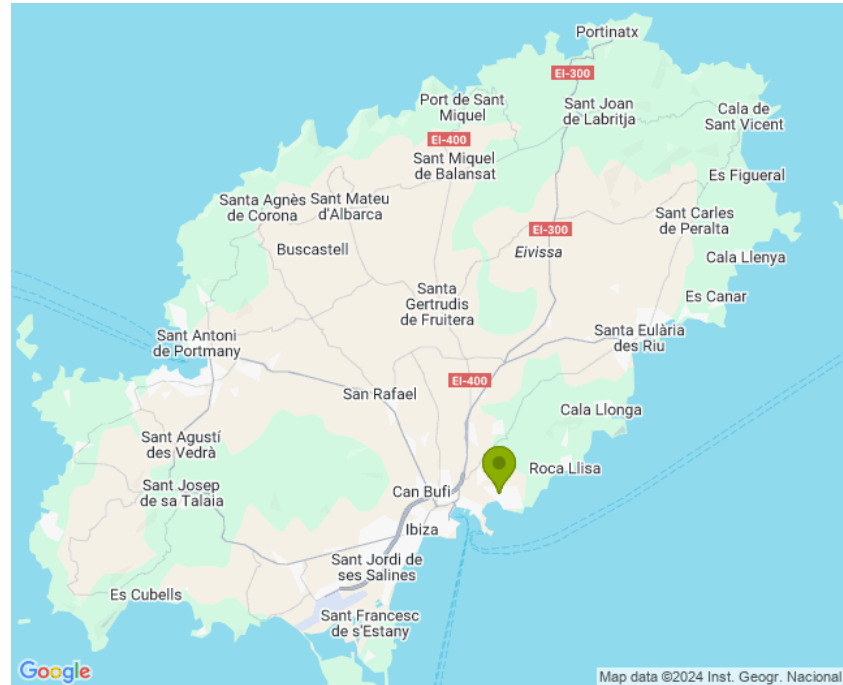 Portinatx
EI-300
Port de Sant
Miquel
Sant Joan
de Labritja
Cala de
Sant Vicent
EI-400
Sant Miquel
de Balansat
Es Figueral
Santa Agnès
de Corona
Sant Mateu
d'Albarca
Sant Carles
de Peralta
EI-300
Buscastell
Eivissa
Cala Llenya
Santa
Gertrudis
de Fruitera
Es Canar
Sant Antoni
de Portmany
Santa Eulària
des Riu
EI-400
San Rafael
Cala Llonga
Sant Agustí
des Vedrà
Roca Llisa
Sant Josep
de sa Talaia
Can Bufí
Ibiza
Sant Jordi de
ses Salines
Es Cubells
Sant Francesc
de s'Estany
Google
Map data ©2024 Inst. Geogr. Nacional